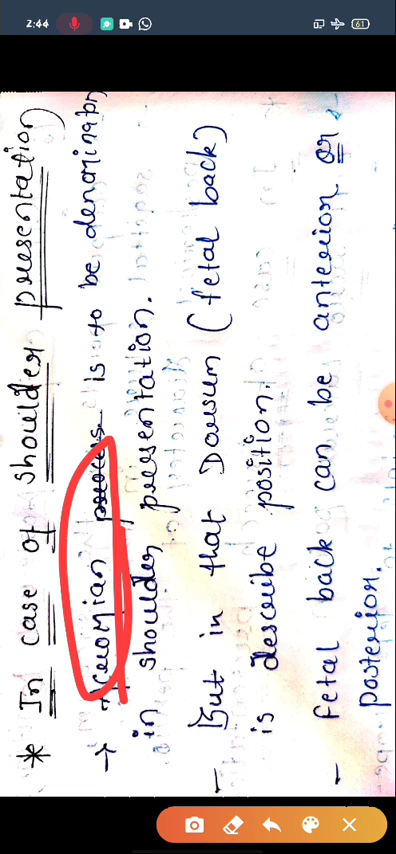 2:44
61
* In case of shoulder presentation
→ Acromian process is to be denominator
in shoulder presentation.
- But in that Dorsum (fetal back)
is describe position.
- fetal back can be anterior or
posterior.